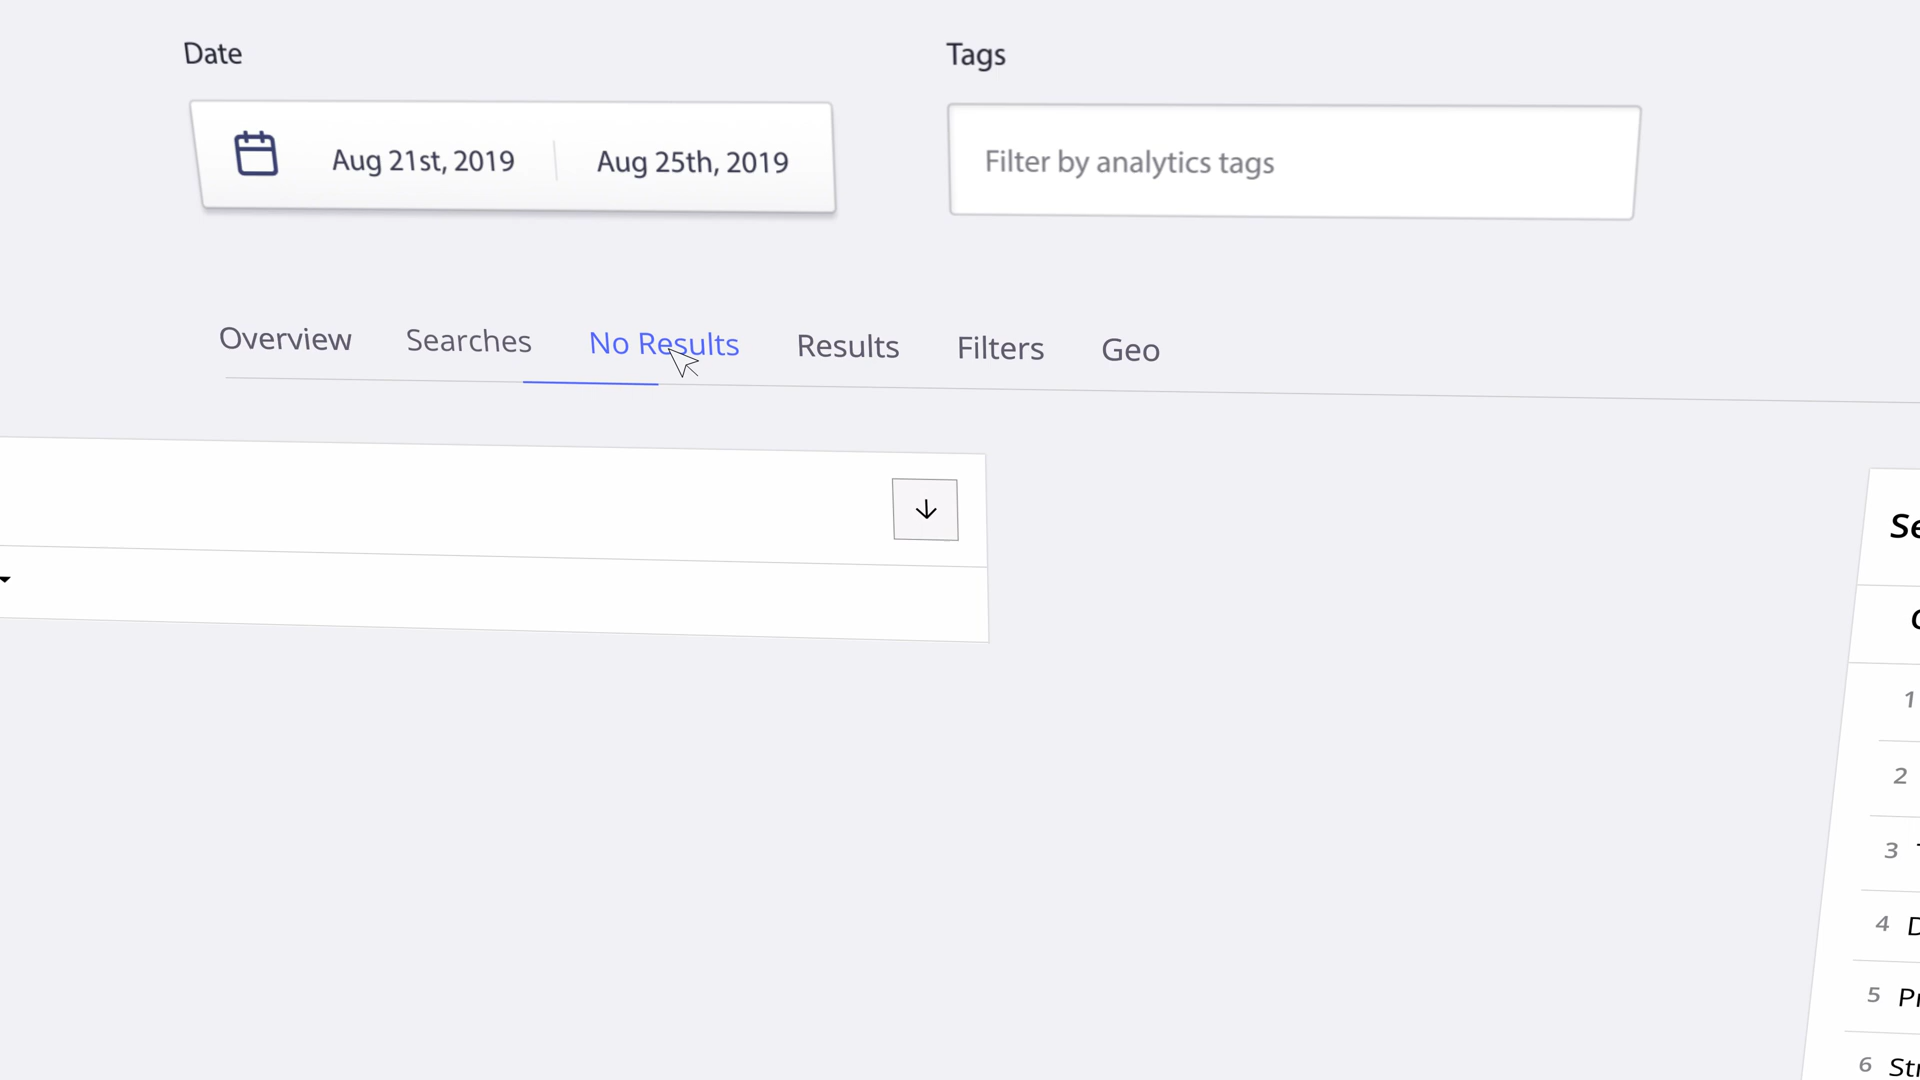 Date
Tags
Aug 21st, 2019
Aug 25th, 2019
Filter by analytics tags
Overview
Searches
No Results
Results
Filters
Geo
1
2
3
4
5
6